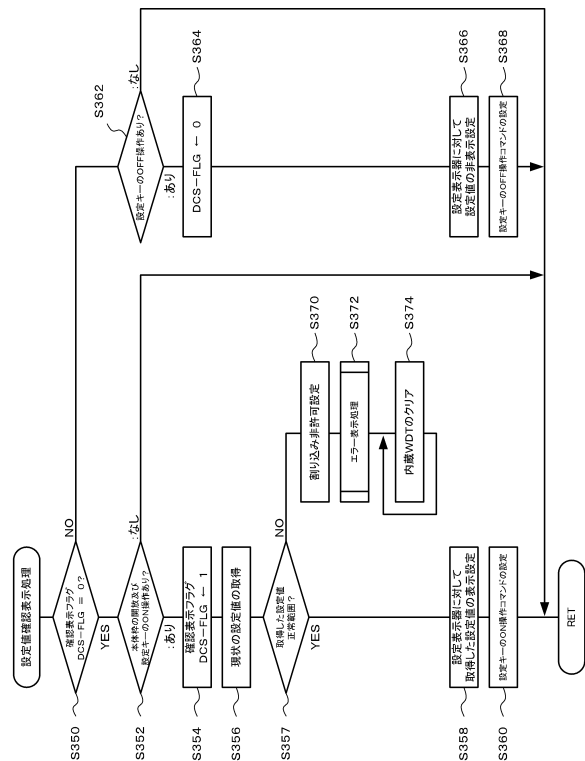 設定値確認表示処理
S350
確認表示フラグ
DCS-FLG = 0?
NO
YES
S352
本体枠の開放及び
設定キーのON操作あり?
:なし
:あり
S354
確認表示フラグ
DCS-FLG ← 1
S356
現状の設定値の取得
S357
取得した設定値
正常範囲?
NO
YES
S358
設定表示器に対して
取得した設定値の表示設定
S360
設定キーのON操作コマンドの設定
RET
S370
割り込み非許可設定
S372
エラー表示処理
S374
内蔵WDTのクリア
S362
設定キーのOFF操作あり?
:なし
:あり
S364
DCS-FLG ← 0
S366
設定表示器に対して
設定値の非表示設定
S368
設定キーのOFF操作コマンドの設定